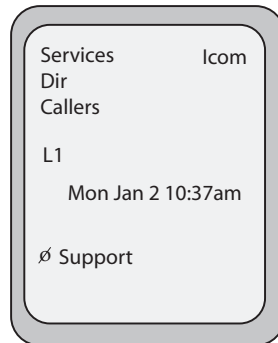 Services Icom
Dir
Callers
L1
Mon Jan 2 10:37am
ø Support